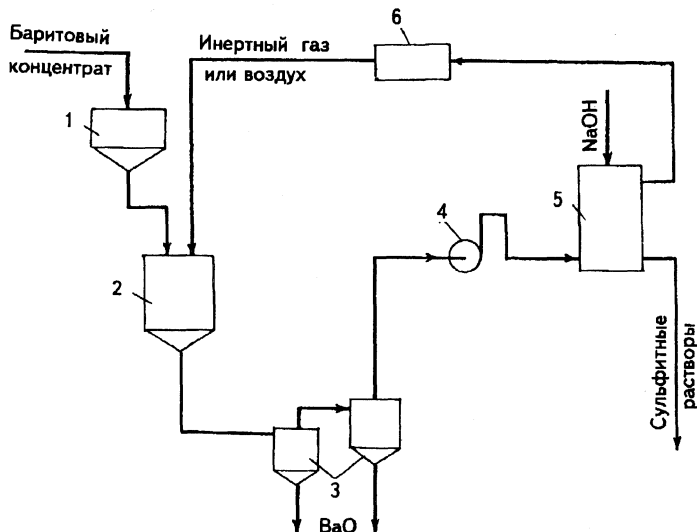 Баритовый
концентрат
Инертный газ
или воздух
6
1
NaOH
4
5
2
Сульфитные
растворы
3
BaO